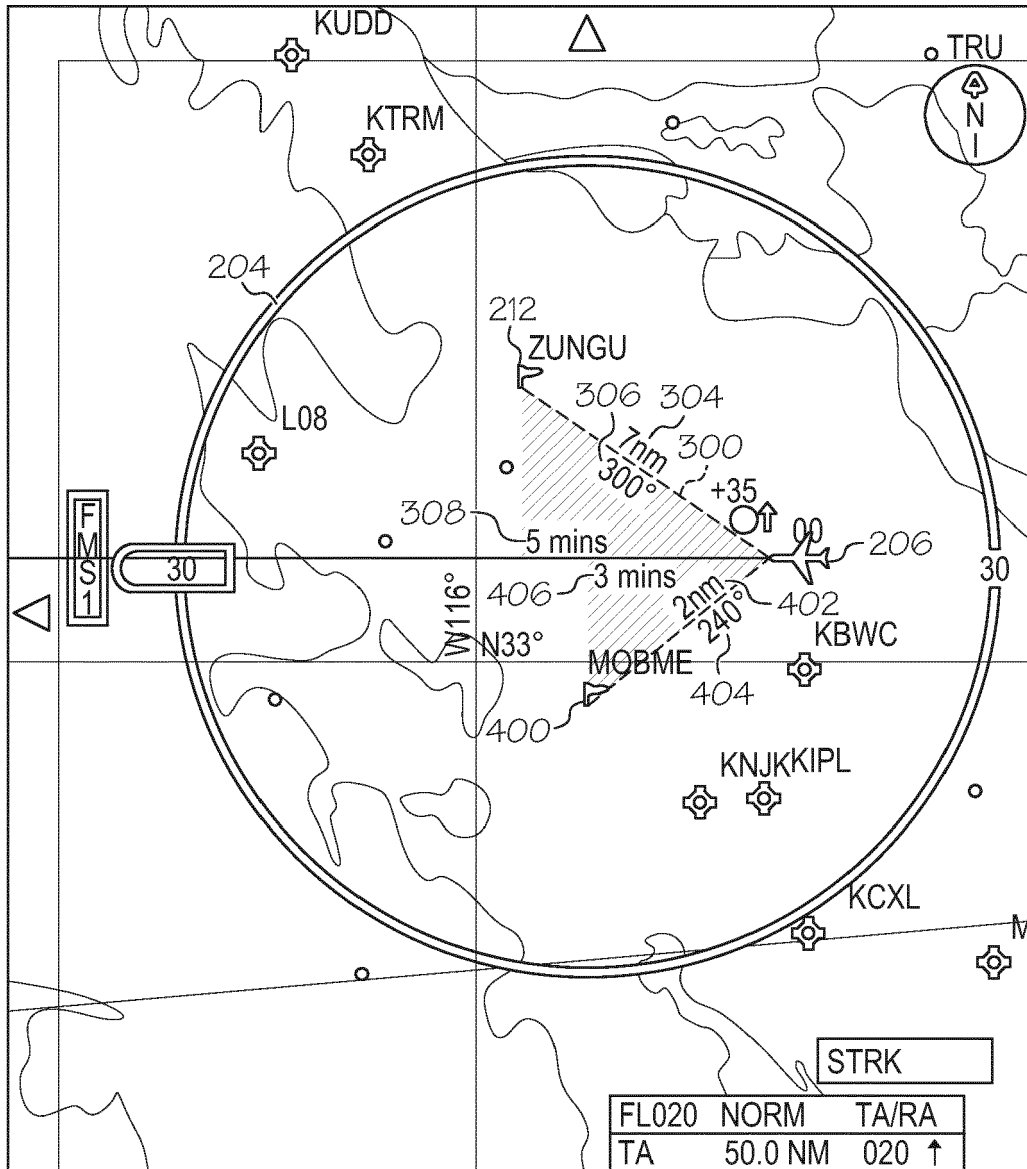 KUDD
TRU
N
KTRM
204
212
ZUNGU
306
304
7nm
300
300°
L08
+35
308
5 mins
00
206
FMS1
30
30
406
3 mins
2nm
402
240°
W116°
N33°
KBWC
MOBME
404
400
KNJK
KIPL
KCXL
M
STRK
FL020 NORM TA/RA
TA 50.0 NM 020 ↑